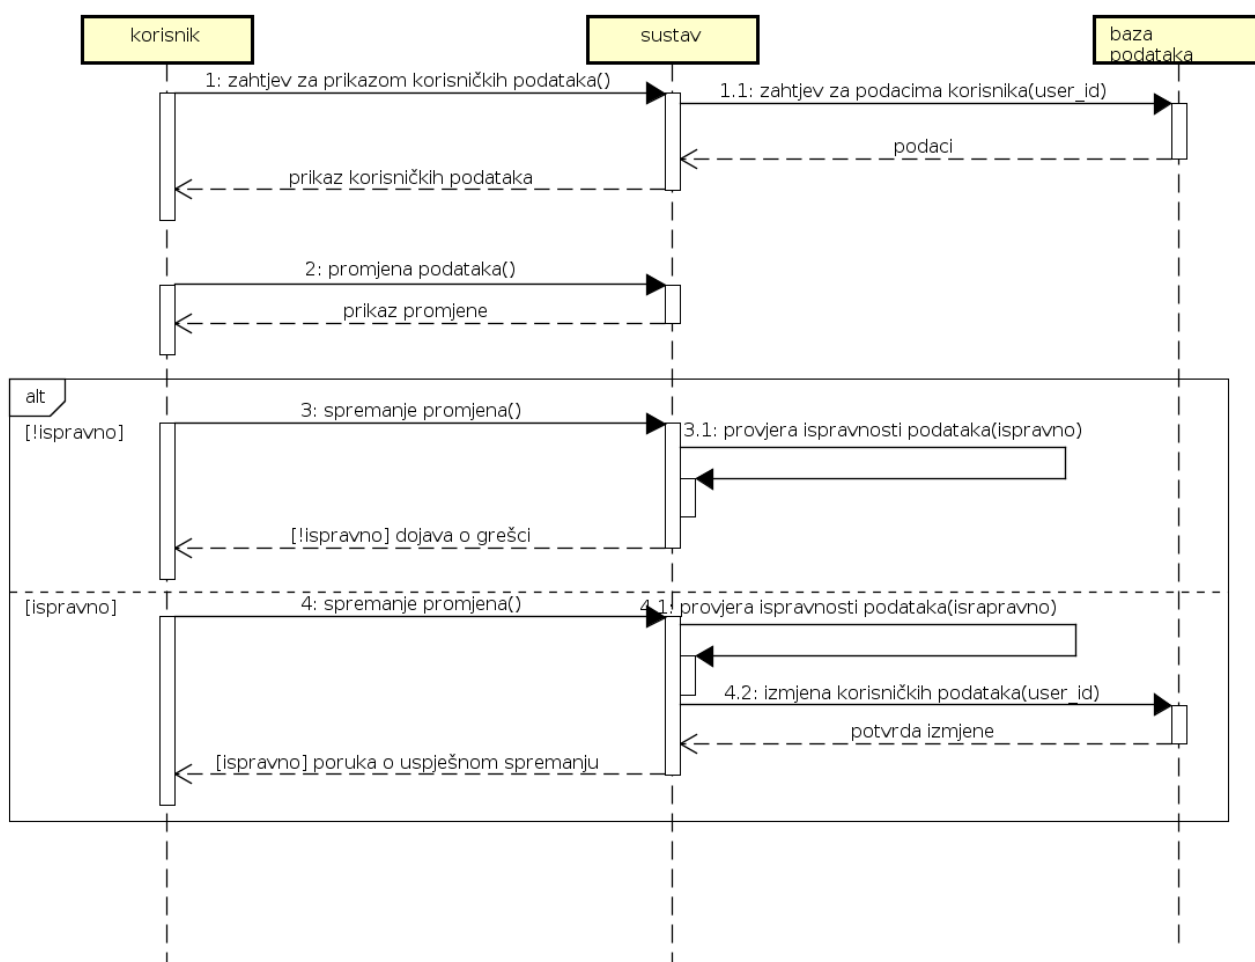 korisnik
sustav
baza
podataka
1: zahtjev za prikazom korisničkih podataka()
1.1: zahtjev za podacima korisnika(user_id)
podaci
prikaz korisničkih podataka
2: promjena podataka()
prikaz promjene
alt
3: spremanje promjena()
[!ispravno]
3.1: provjera ispravnosti podataka(ispravno)
[!ispravno] dojava o grešci
[ispravno]
4: spremanje promjena()
4.1: provjera ispravnosti podataka(israpravno)
4.2: izmjena korisničkih podataka(user_id)
potvrda izmjene
[ispravno] poruka o uspješnom spremanju